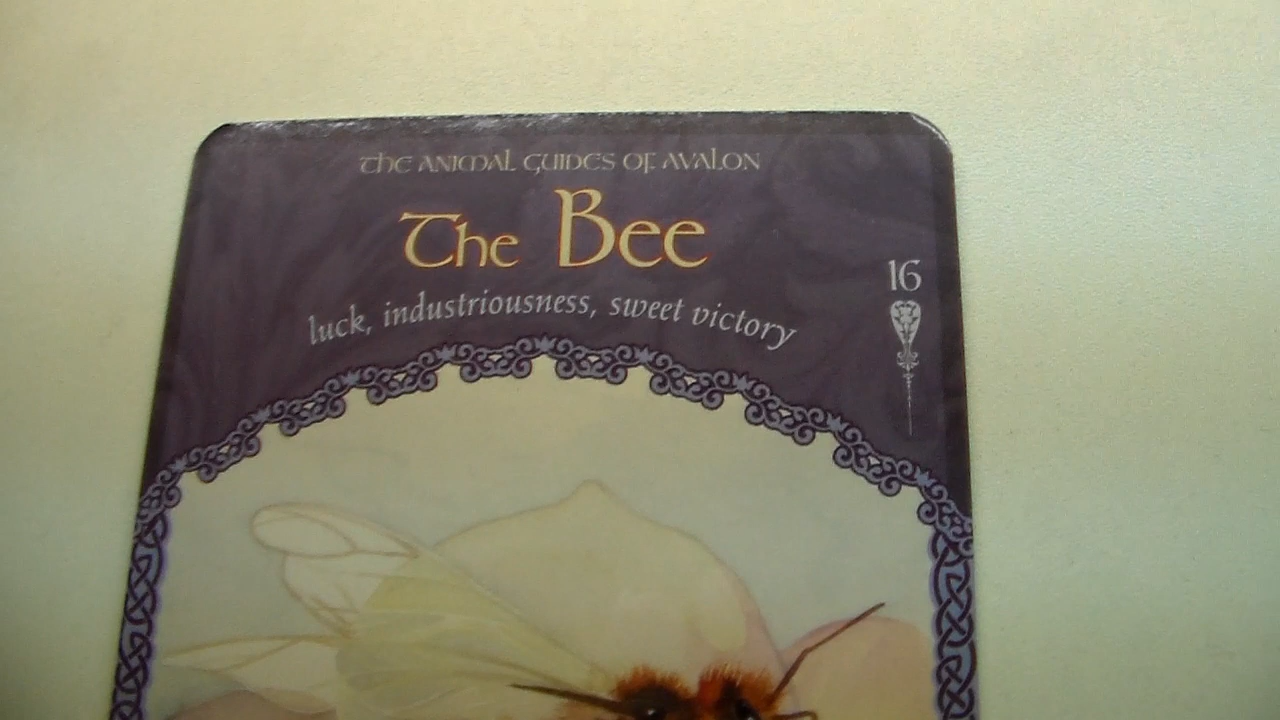 THE ANIMAL GUIDES OF AVALON
The Bee
luck, industriousness, sweet victory
16